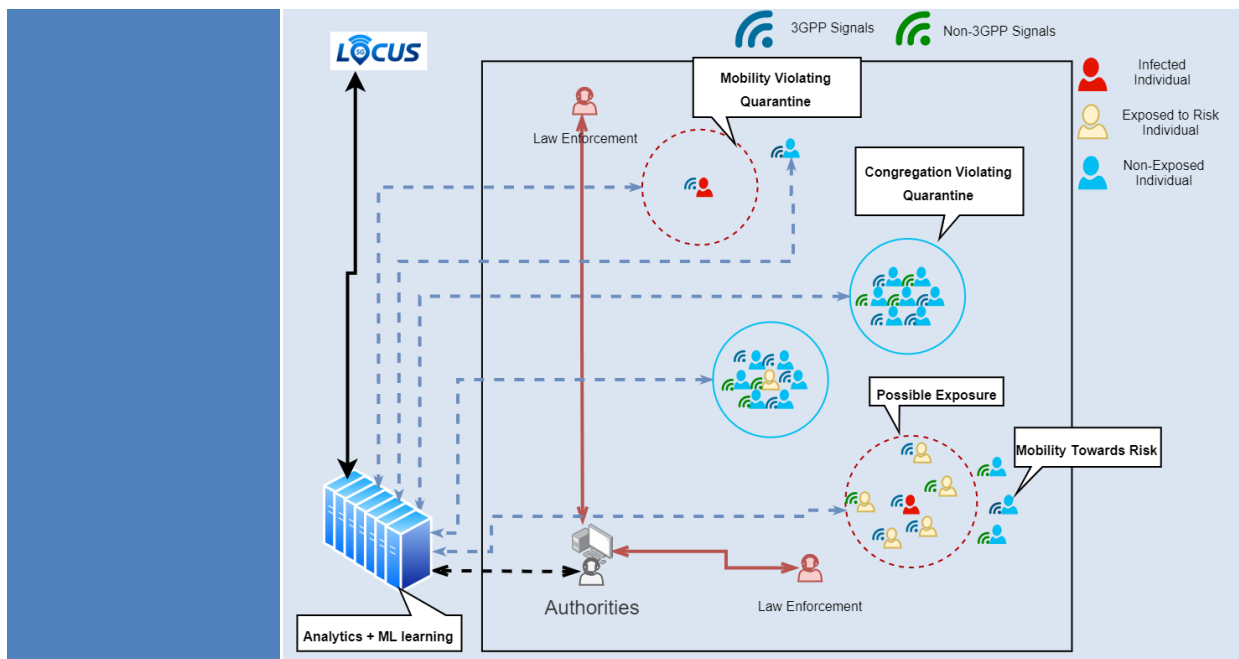 LOCUS
5G
3GPP Signals
Non-3GPP Signals
Mobility Violating
Quarantine
Infected
Individual
Law Enforcement
Exposed to Risk
Individual
Congregation Violating
Quarantine
Non-Exposed
Individual
Possible Exposure
Mobility Towards Risk
Authorities
Law Enforcement
Analytics + ML learning